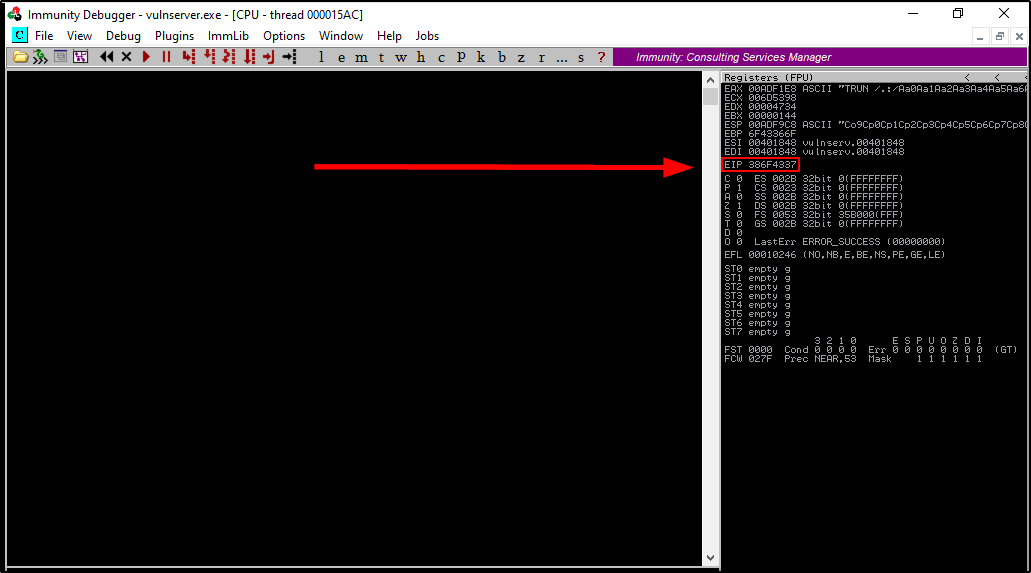 Immunity Debugger - vulnserver.exe - [CPU - thread 000015AC]
C File View Debug Plugins ImmLib Options Window Help Jobs
l e m t w h c P k b z r ... s ? Immunity: Consulting Services Manager
Registers (FPU) < < <
EAX 00ADF1E8 ASCII "TRUN /.:/Aa0Aa1Aa2Aa3Aa4Aa5Aa6A
ECX 006D5398
EDX 00004734
EBX 00000144
ESP 00ADF9C8 ASCII "Co9Cp0Cp1Cp2Cp3Cp4Cp5Cp6Cp7Cp8C
EBP 6F43366F
ESI 00401848 vulnserv.00401848
EDI 00401848 vulnserv.00401848
EIP 386F4337
C 0 ES 002B 32bit 0(FFFFFFFF)
P 1 CS 0023 32bit 0(FFFFFFFF)
A 0 SS 002B 32bit 0(FFFFFFFF)
Z 1 DS 002B 32bit 0(FFFFFFFF)
S 0 FS 0053 32bit 35B000(FFF)
T 0 GS 002B 32bit 0(FFFFFFFF)
D 0
O 0 LastErr ERROR_SUCCESS (00000000)
EFL 00010246 (NO,NB,E,BE,NS,PE,GE,LE)
ST0 empty g
ST1 empty g
ST2 empty g
ST3 empty g
ST4 empty g
ST5 empty g
ST6 empty g
ST7 empty g
3 2 1 0 E S P U O Z D I
FST 0000 Cond 0 0 0 0 Err 0 0 0 0 0 0 0 0 (GT)
FCW 027F Prec NEAR,53 Mask 1 1 1 1 1 1